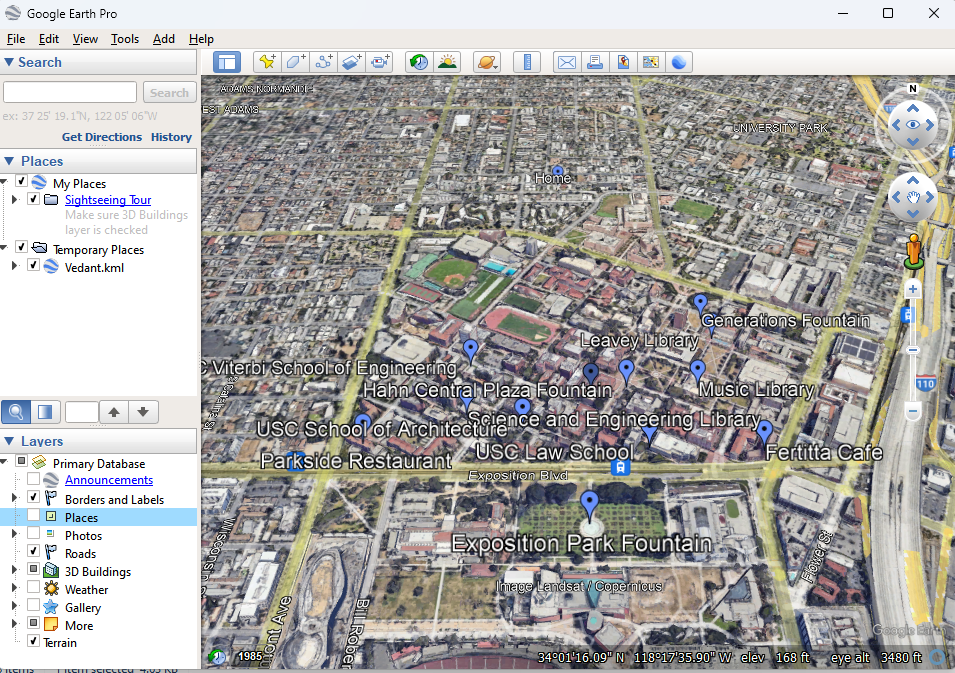 Google Earth Pro
File Edit View Tools Add Help
Search
Search
ex: 37 25' 19.1"N, 122 05' 06"W
Get Directions History
Places
My Places
Sightseeing Tour
Make sure 3D Buildings
layer is checked
Temporary Places
Vedant.kml
Layers
Primary Database
Announcements
Borders and Labels
Places
Photos
Roads
3D Buildings
Weather
Gallery
More
Terrain
ADAMS NORMANDIE
EST ADAMS
UNIVERSITY PARK
N
Home
Generations Fountain
Leavey Library
C Viterbi School of Engineering
Hahn Central Plaza Fountain
Music Library
Science and Engineering Library
USC School of Architecture
USC Law School
Fertitta Cafe
Parkside Restaurant
Exposition Blvd
110
Exposition Park Fountain
Flower St
Image Landsat / Copernicus
mont Ave
Bill Rober
Google Earth
1985
34°01'16.09" N 118°17'35.90" W elev 168 ft eye alt 3480 ft
1 item selected 4.03 KB